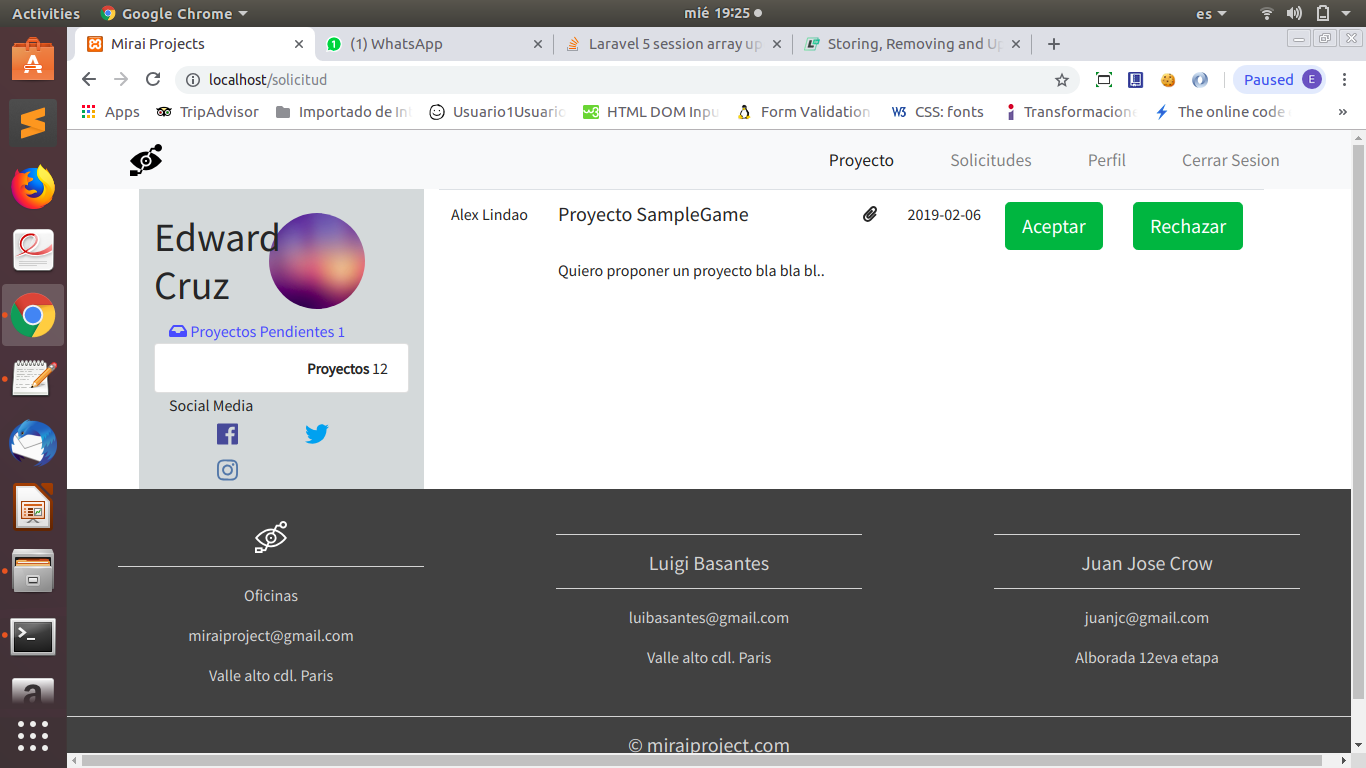 Activities Google Chrome mié 19:25 es
Mirai Projects (1) WhatsApp Laravel 5 session array up Storing, Removing and Up
localhost/solicitud Paused E
Apps TripAdvisor Importado de In Usuario1Usuario HTML DOM Inpu Form Validation W3 CSS: fonts Transformacione The online code »
Proyecto Solicitudes Perfil Cerrar Sesion
Edward
Cruz
Proyectos Pendientes 1
Proyectos 12
Social Media
Alex Lindao Proyecto SampleGame 2019-02-06 Aceptar Rechazar
Quiero proponer un proyecto bla bla bl..
Oficinas
miraiproject@gmail.com
Valle alto cdl. Paris
Luigi Basantes
luibasantes@gmail.com
Valle alto cdl. Paris
Juan Jose Crow
juanjc@gmail.com
Alborada 12eva etapa
© miraiproject.com